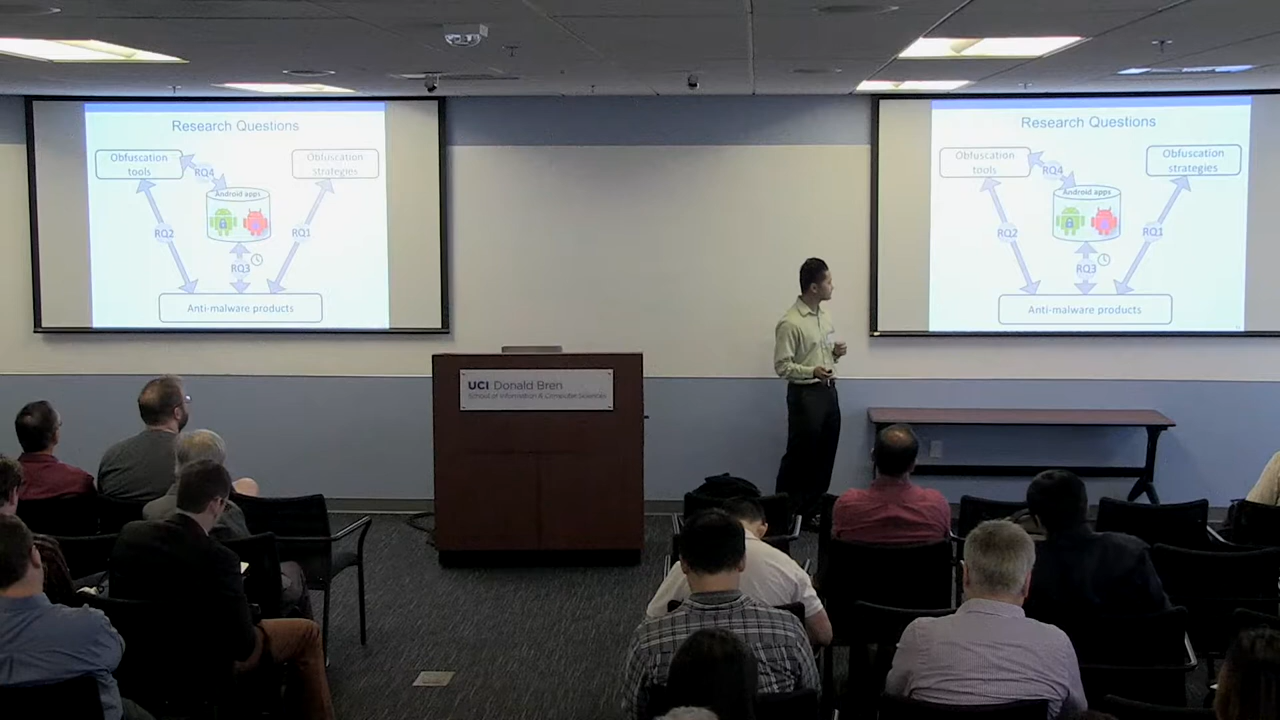 Research Questions
Obfuscation
tools
Obfuscation
strategies
RQ4
Android apps
RQ2
RQ1
RQ3
Anti-malware products
UCI Donald Bren
School of Information & Computer Sciences
Research Questions
Obfuscation
tools
Obfuscation
strategies
RQ4
Android apps
RQ2
RQ1
RQ3
Anti-malware products